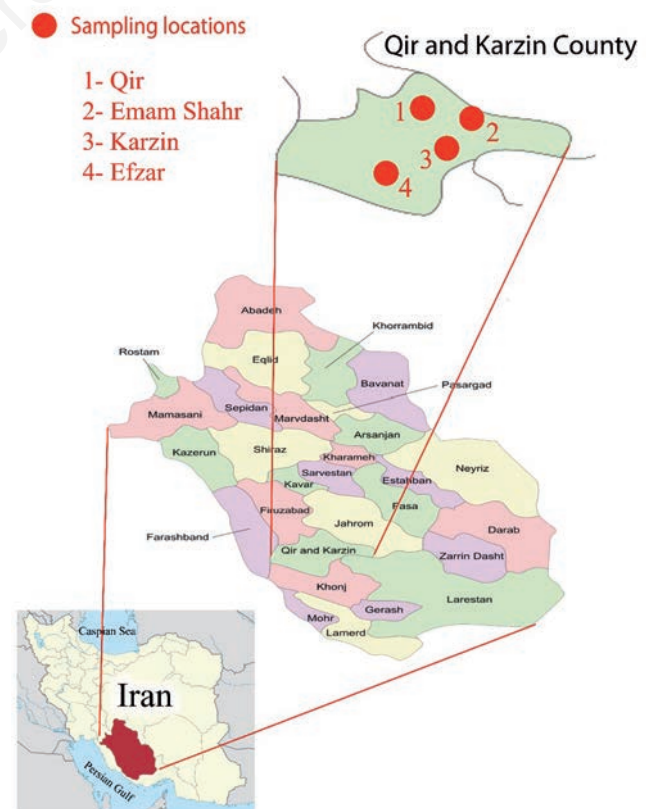 Sampling locations
Qir and Karzin County
1- Qir
2- Emam Shahr
3- Karzin
4- Efzar
1
2
3
4
Abadeh
Khorrambid
Rostam
Eqlid
Bavanat
Pasargad
Sepidan
Mamasani
Marvdasht
Arsanjan
Kazerun
Shiraz
Kharameh
Neyriz
Sarvestan
Kavar
Estahban
Firuzabad
Fasa
Jahrom
Darab
Farashband
Qir and Karzin
Zarrin Dasht
Khonj
Larestan
Gerash
Mohr
Lamerd
Caspian Sea
Iran
Persian Gulf